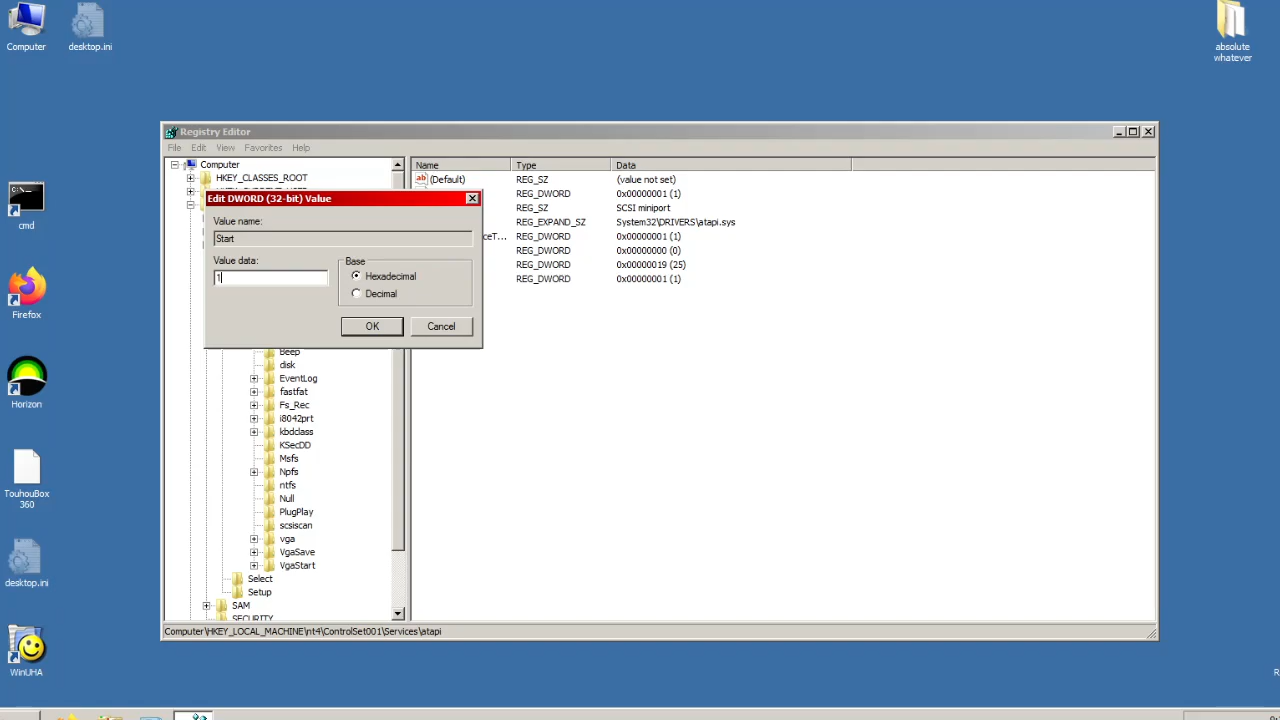 Computer
desktop.ini
absolute
whatever
cmd
Firefox
Horizon
TouhouBox
360
desktop.ini
WinUHA
Registry Editor
File Edit View Favorites Help
Computer
HKEY_CLASSES_ROOT
Name Type Data
(Default) REG_SZ (value not set)
REG_DWORD 0x00000001 (1)
REG_SZ SCSI miniport
REG_EXPAND_SZ System32\DRIVERS\atapi.sys
ceT... REG_DWORD 0x00000001 (1)
REG_DWORD 0x00000000 (0)
REG_DWORD 0x00000019 (25)
REG_DWORD 0x00000001 (1)
Edit DWORD (32-bit) Value
Value name:
Start
Value data:
1
Base
Hexadecimal
Decimal
OK Cancel
Beep
disk
EventLog
fastfat
Fs_Rec
i8042prt
kbdclass
KSecDD
Msfs
Npfs
ntfs
Null
PlugPlay
scsiscan
vga
VgaSave
VgaStart
Select
Setup
SAM
SECURITY
Computer\HKEY_LOCAL_MACHINE\nt4\ControlSet001\Services\atapi